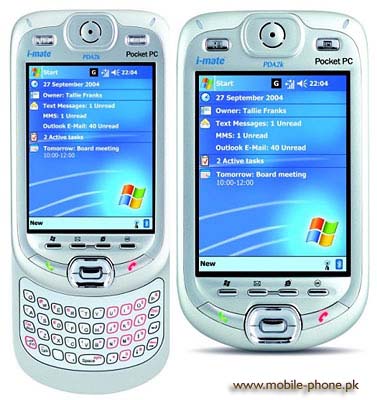 i-mate
PDA2k
Pocket PC
Start
G
22:04
27 September 2004
Owner: Tallie Franks
Text Messages: 1 Unread
MMS: 1 Unread
Outlook E-Mail: 40 Unread
2 Active tasks
Tomorrow: Board meeting
10:00-12:00
New
Q W E R T Y U I O P
A S D F G H J K L
Z X C V B N M
Space
i-mate
PDA2k
Pocket PC
Start
G
22:04
27 September 2004
Owner: Tallie Franks
Text Messages: 1 Unread
MMS: 1 Unread
Outlook E-Mail: 40 Unread
2 Active tasks
Tomorrow: Board meeting
10:00-12:00
New
www.mobile-phone.pk